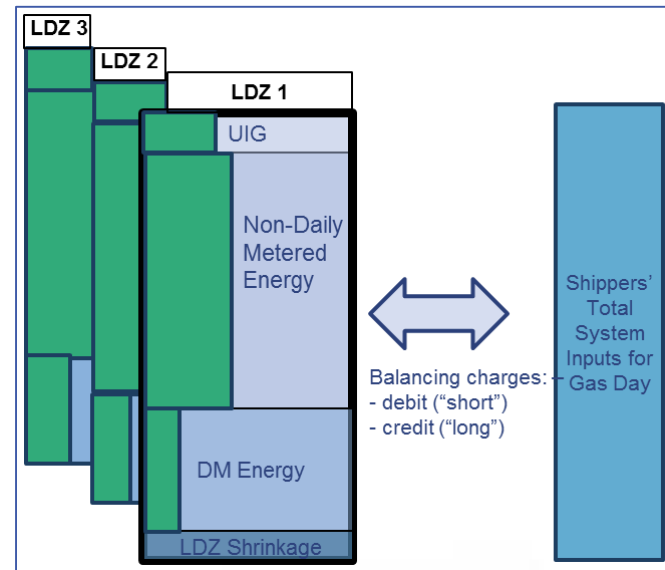 LDZ 3
LDZ 2
LDZ 1
UIG
Non-Daily
Metered
Energy
DM Energy
LDZ Shrinkage
Balancing charges:
- debit (“short”)
- credit (“long”)
Shippers’
Total
System
Inputs for
Gas Day